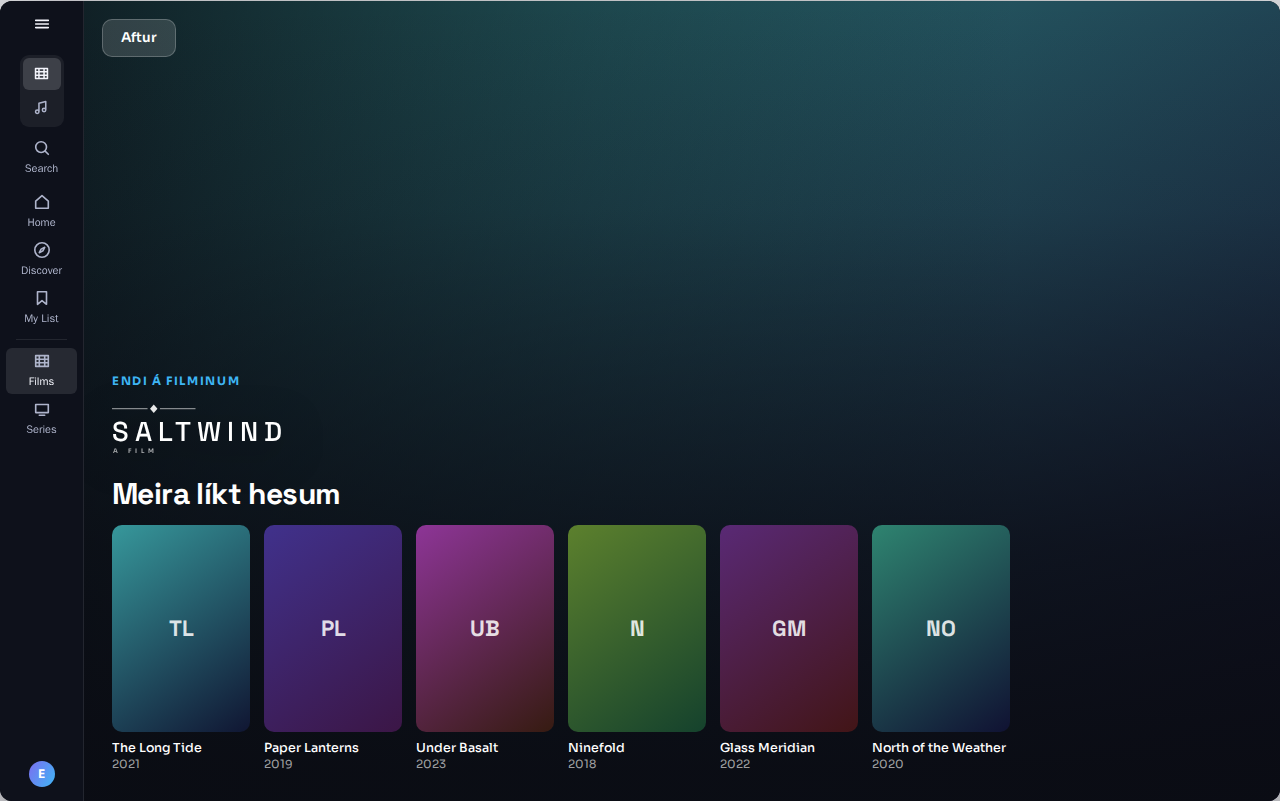 Aftur
Search
Home
Discover
My List
Films
Series
E
ENDI Á FILMINUM
SALTWIND
A FILM
Meira líkt hesum
TL
PL
UB
N
GM
NO
The Long Tide
2021
Paper Lanterns
2019
Under Basalt
2023
Ninefold
2018
Glass Meridian
2022
North of the Weather
2020